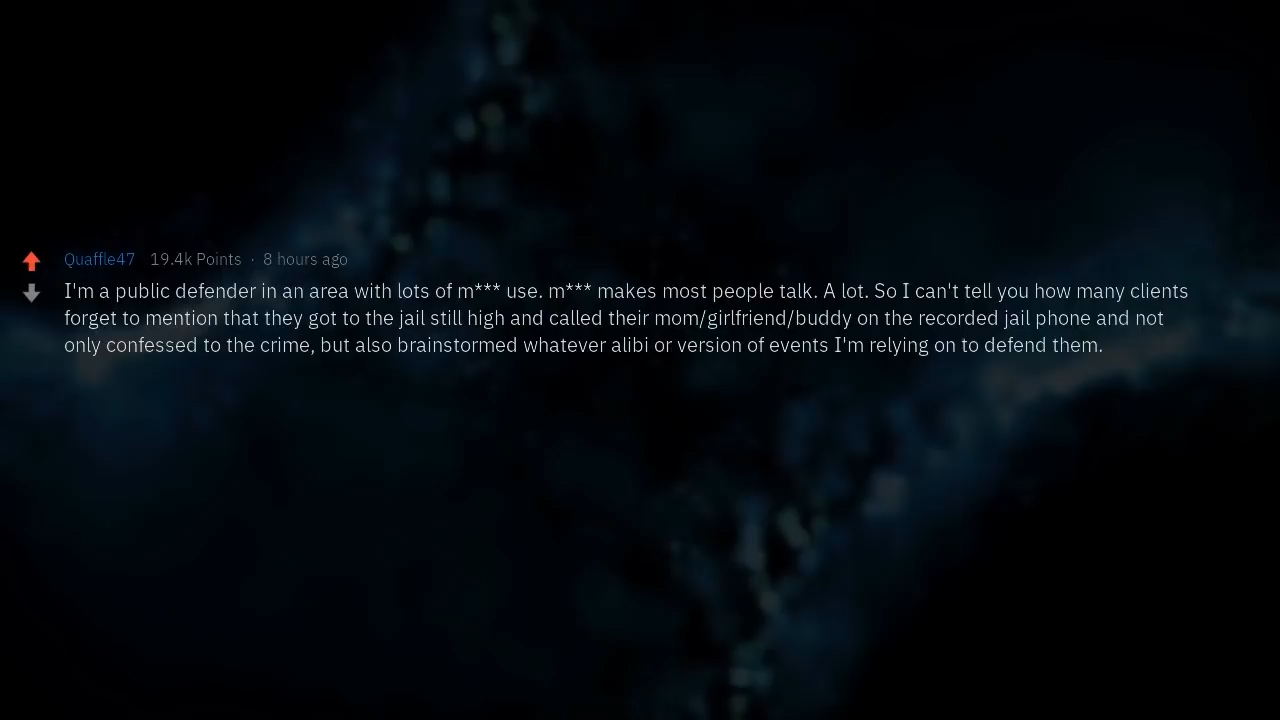 Quaffle47 19.4k Points · 8 hours ago
I'm a public defender in an area with lots of m*** use. m*** makes most people talk. A lot. So I can't tell you how many clients
forget to mention that they got to the jail still high and called their mom/girlfriend/buddy on the recorded jail phone and not
only confessed to the crime, but also brainstormed whatever alibi or version of events I'm relying on to defend them.